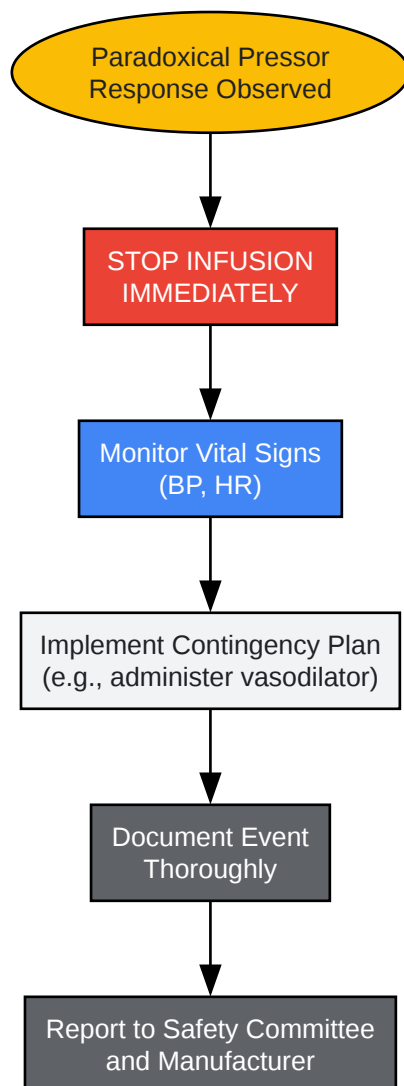 Paradoxical Pressor
Response Observed
STOP INFUSION
IMMEDIATELY
Monitor Vital Signs
(BP, HR)
Implement Contingency Plan
(e.g., administer vasodilator)
Document Event
Thoroughly
Report to Safety Committee
and Manufacturer